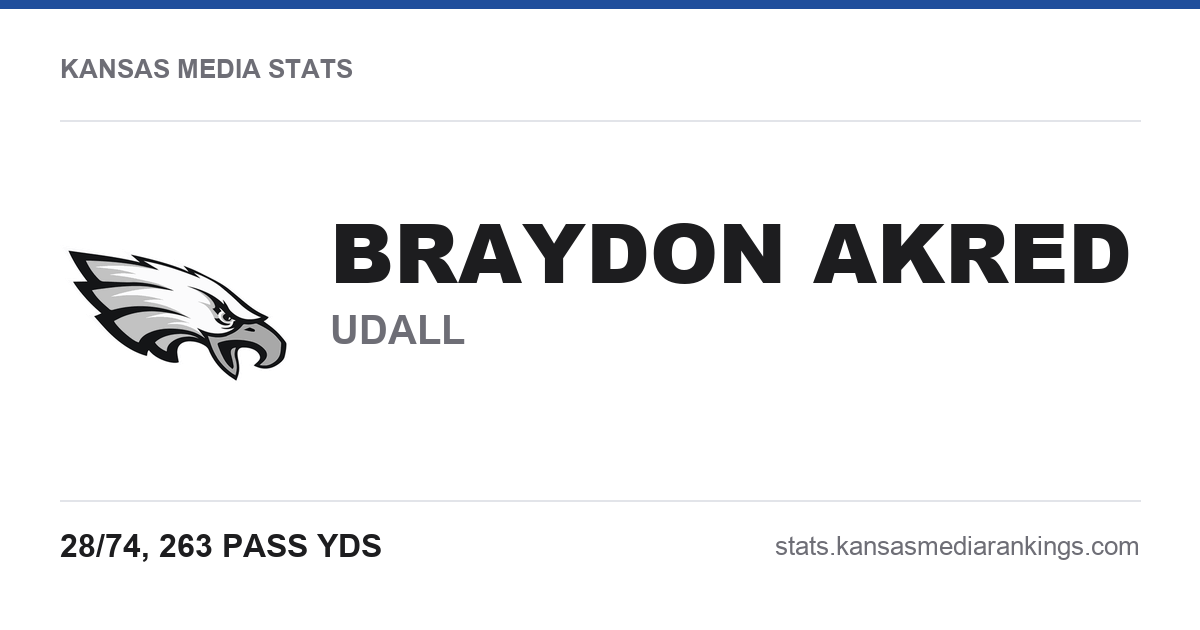 KANSAS MEDIA STATS
BRAYDON AKRED
UDALL
28/74, 263 PASS YDS
stats.kansasmediarankings.com